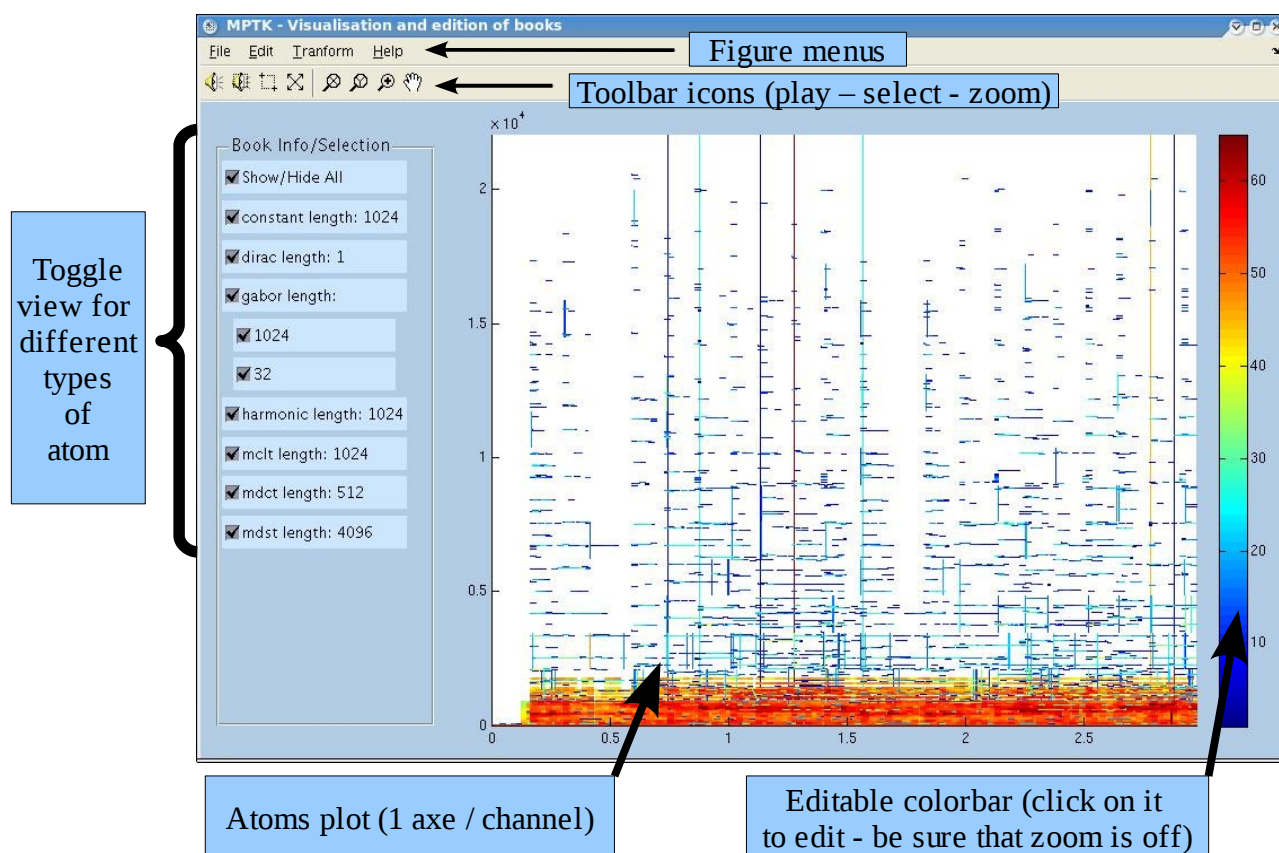 MPTK - Visualisation and edition of books
File Edit Tranform Help
Figure menus
Toolbar icons (play – select - zoom)
Book Info/Selection
Show/Hide All
constant length: 1024
dirac length: 1
gabor length:
1024
32
harmonic length: 1024
mclt length: 1024
mdct length: 512
mdst length: 4096
Toggle
view for
different
types
of
atom
× 10⁴
2
1.5
1
0.5
0
0 0.5 1 1.5 2 2.5
60
50
40
30
20
10
Atoms plot (1 axe / channel)
Editable colorbar (click on it
to edit - be sure that zoom is off)